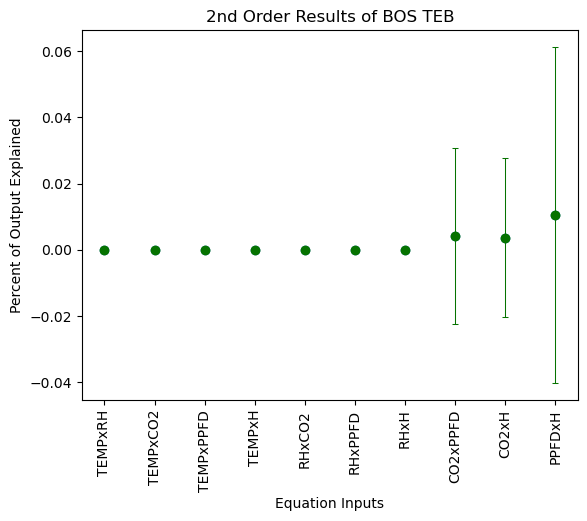 2nd Order Results of BOS TEB
Percent of Output Explained
0.06
0.04
0.02
0.00
−0.02
−0.04
TEMPxRH
TEMPxCO2
TEMPxPPFD
TEMPxH
RHxCO2
RHxPPFD
RHxH
CO2xPPFD
CO2xH
PPFDxH
Equation Inputs